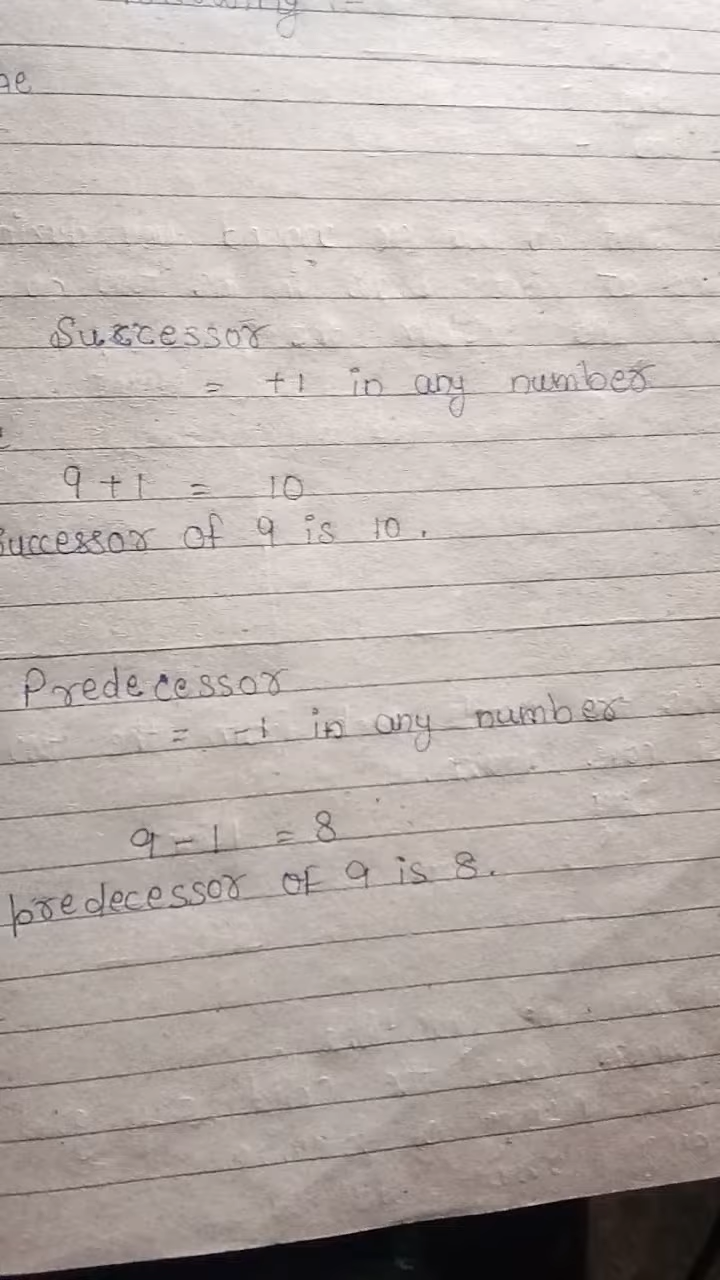 Successor
= +1 in any number
9 + 1 = 10
Successor of 9 is 10.
Predecessor
= -1 in any number
9 - 1 = 8
predecessor of 9 is 8.